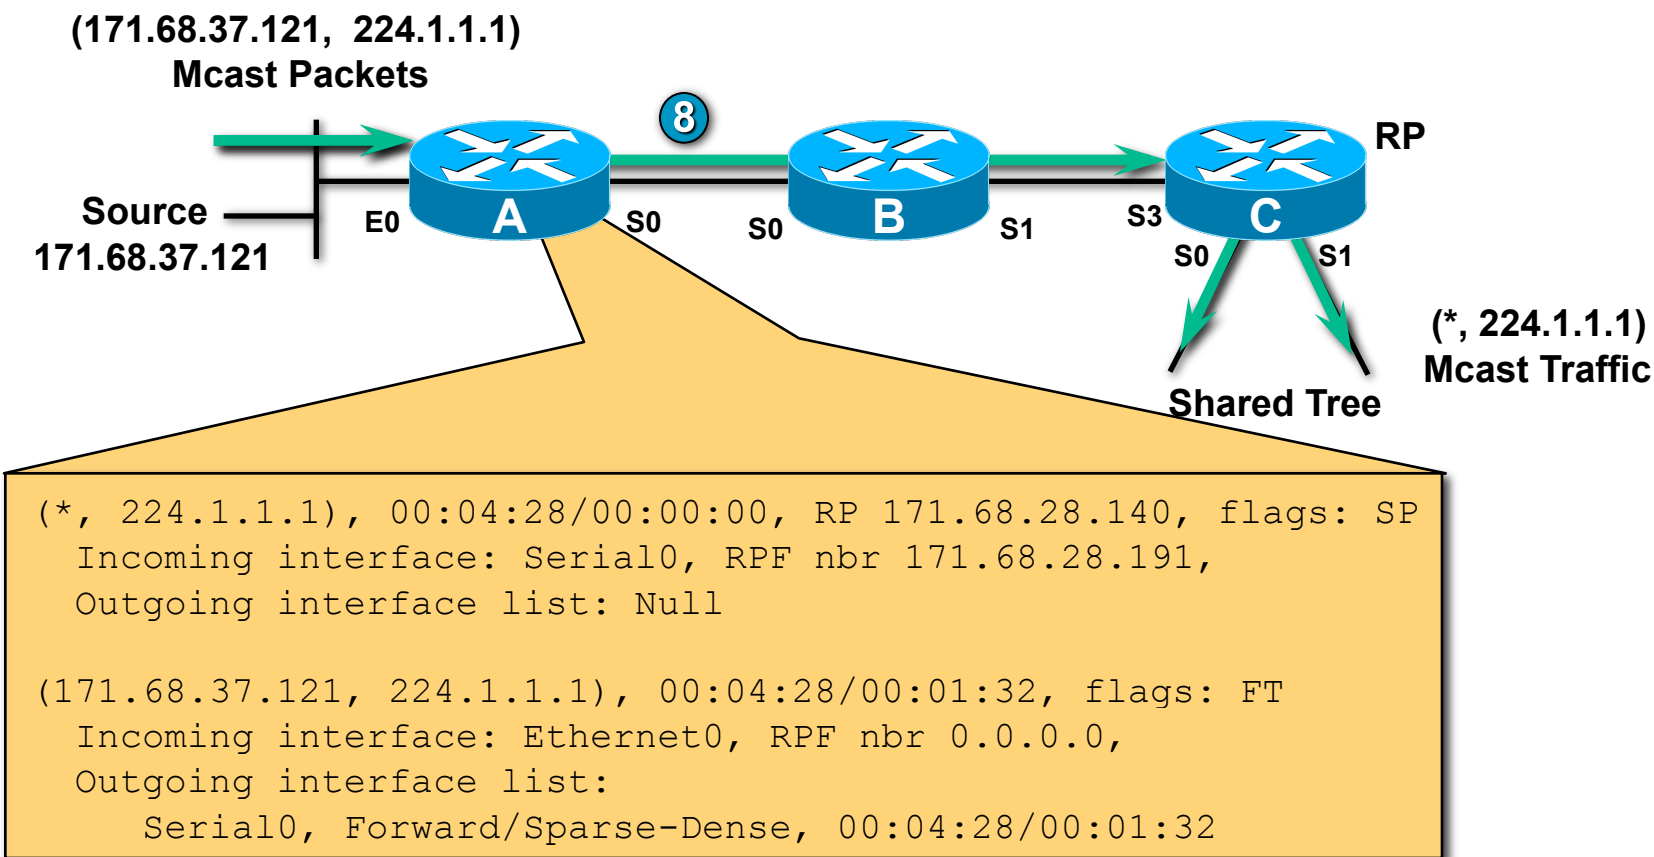 (171.68.37.121, 224.1.1.1)
Mcast Packets
8
RP
Source
171.68.37.121
E0
A
S0
S0
B
S1
S3
C
S0
S1
(*, 224.1.1.1)
Mcast Traffic
Shared Tree
(*, 224.1.1.1), 00:04:28/00:00:00, RP 171.68.28.140, flags: SP
Incoming interface: Serial0, RPF nbr 171.68.28.191,
Outgoing interface list: Null
(171.68.37.121, 224.1.1.1), 00:04:28/00:01:32, flags: FT
Incoming interface: Ethernet0, RPF nbr 0.0.0.0,
Outgoing interface list:
Serial0, Forward/Sparse-Dense, 00:04:28/00:01:32